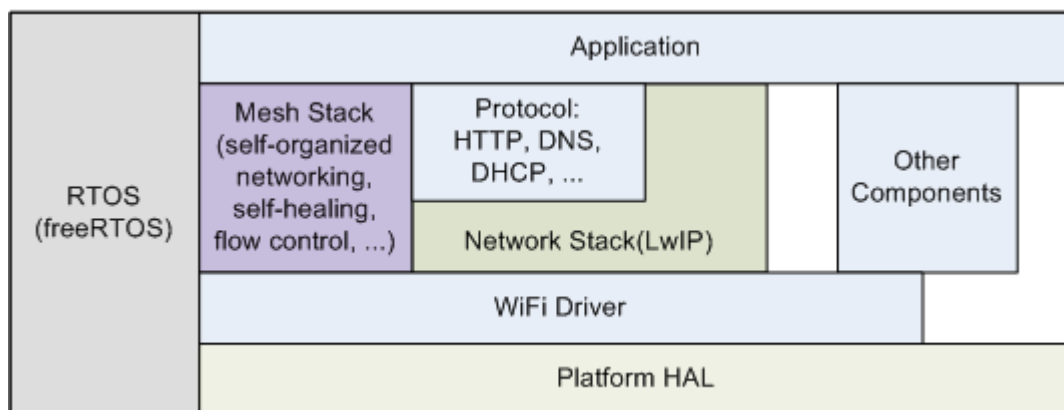 Application
RTOS
(freeRTOS)
Mesh Stack
(self-organized
networking,
self-healing,
flow control, ...)
Protocol:
HTTP, DNS,
DHCP, ...
Network Stack(LwIP)
Other
Components
WiFi Driver
Platform HAL